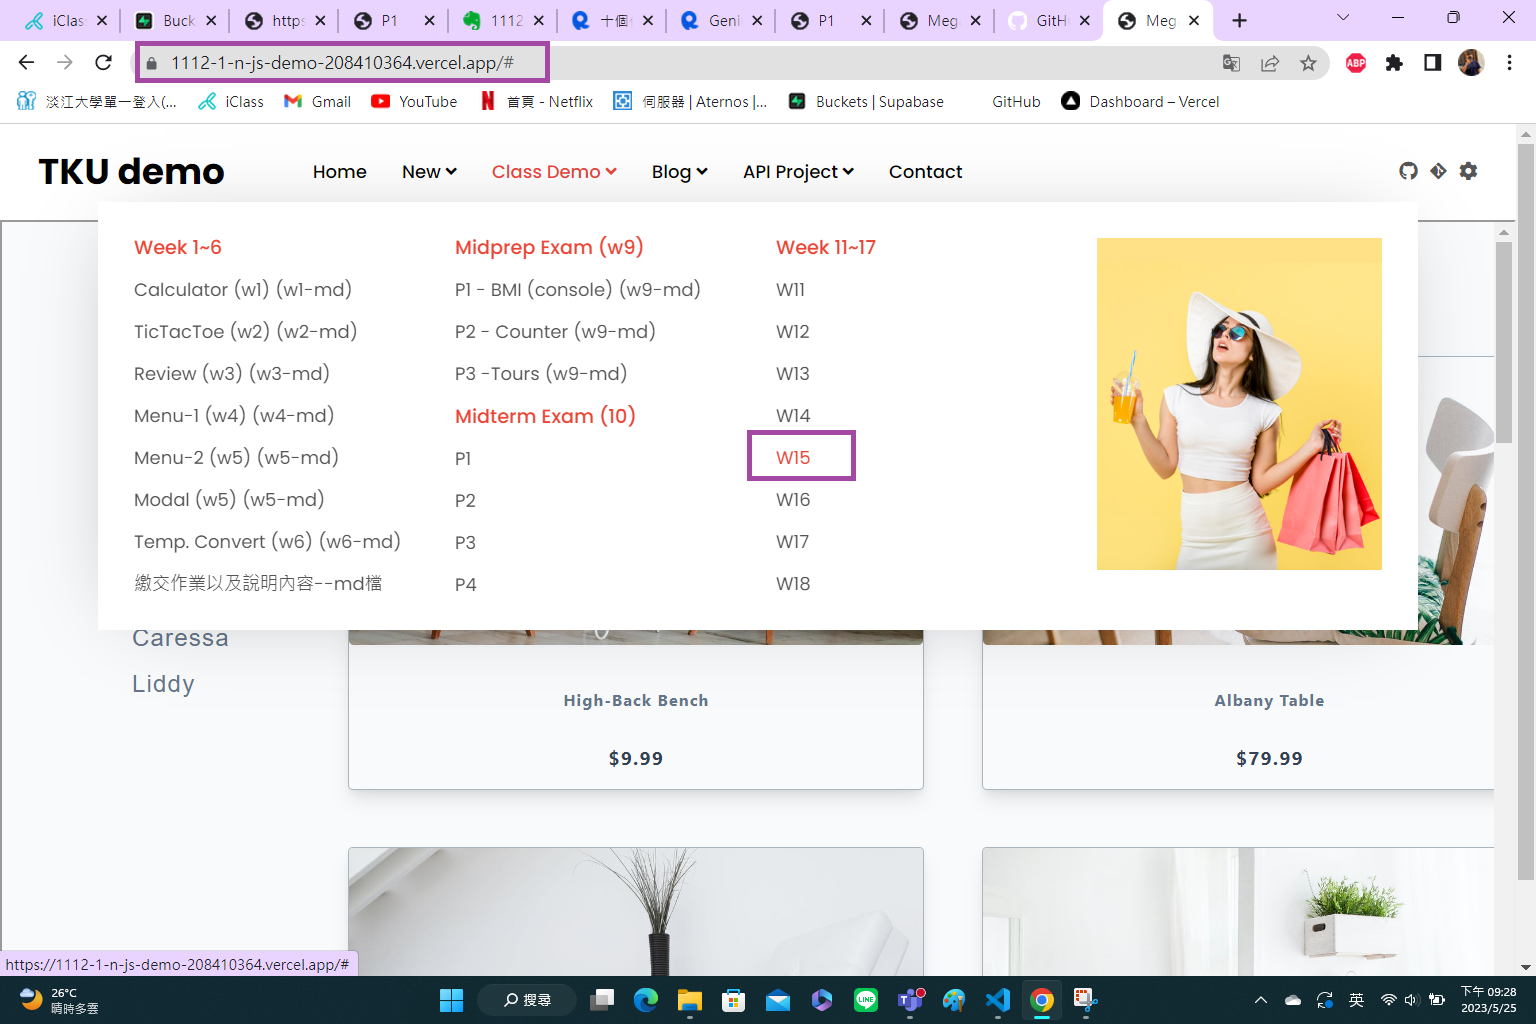 iClas
Buck
https
P1
1112
十個
Geni
P1
Meg
GitH
Meg
1112-1-n-js-demo-208410364.vercel.app/#
ABP
淡江大學單一登入(...
iClass
Gmail
YouTube
首頁 - Netflix
伺服器 | Aternos |...
Buckets | Supabase
GitHub
Dashboard – Vercel
TKU demo
Home
New
Class Demo
Blog
API Project
Contact
Week 1~6
Calculator (w1) (w1-md)
TicTacToe (w2) (w2-md)
Review (w3) (w3-md)
Menu-1 (w4) (w4-md)
Menu-2 (w5) (w5-md)
Modal (w5) (w5-md)
Temp. Convert (w6) (w6-md)
繳交作業以及說明內容--md檔
Midprep Exam (w9)
P1 - BMI (console) (w9-md)
P2 - Counter (w9-md)
P3 -Tours (w9-md)
Midterm Exam (10)
P1
P2
P3
P4
Week 11~17
W11
W12
W13
W14
W15
W16
W17
W18
Caressa
Liddy
High-Back Bench
$9.99
Albany Table
$79.99
https://1112-1-n-js-demo-208410364.vercel.app/#
26°C
晴時多雲
搜尋
LINE
英
下午 09:28
2023/5/25